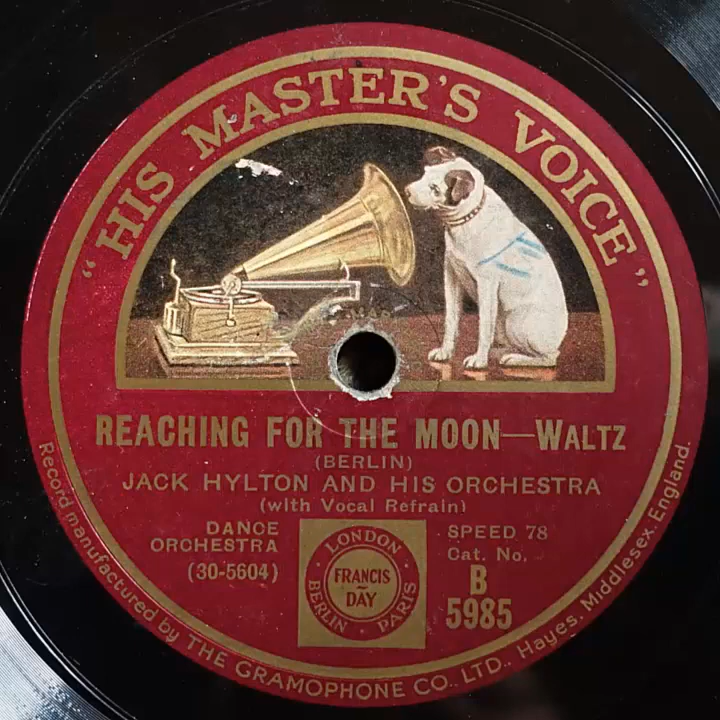 "HIS MASTER'S VOICE"
REACHING FOR THE MOON—WALTZ
(BERLIN)
JACK HYLTON AND HIS ORCHESTRA
(with Vocal Refrain)
DANCE
ORCHESTRA
(30-5604)
LONDON
FRANCIS
–
DAY
BERLIN • PARIS
SPEED 78
Cat. No.
B
5985
Record manufactured by THE GRAMOPHONE CO., LTD., Hayes, Middlesex, England.